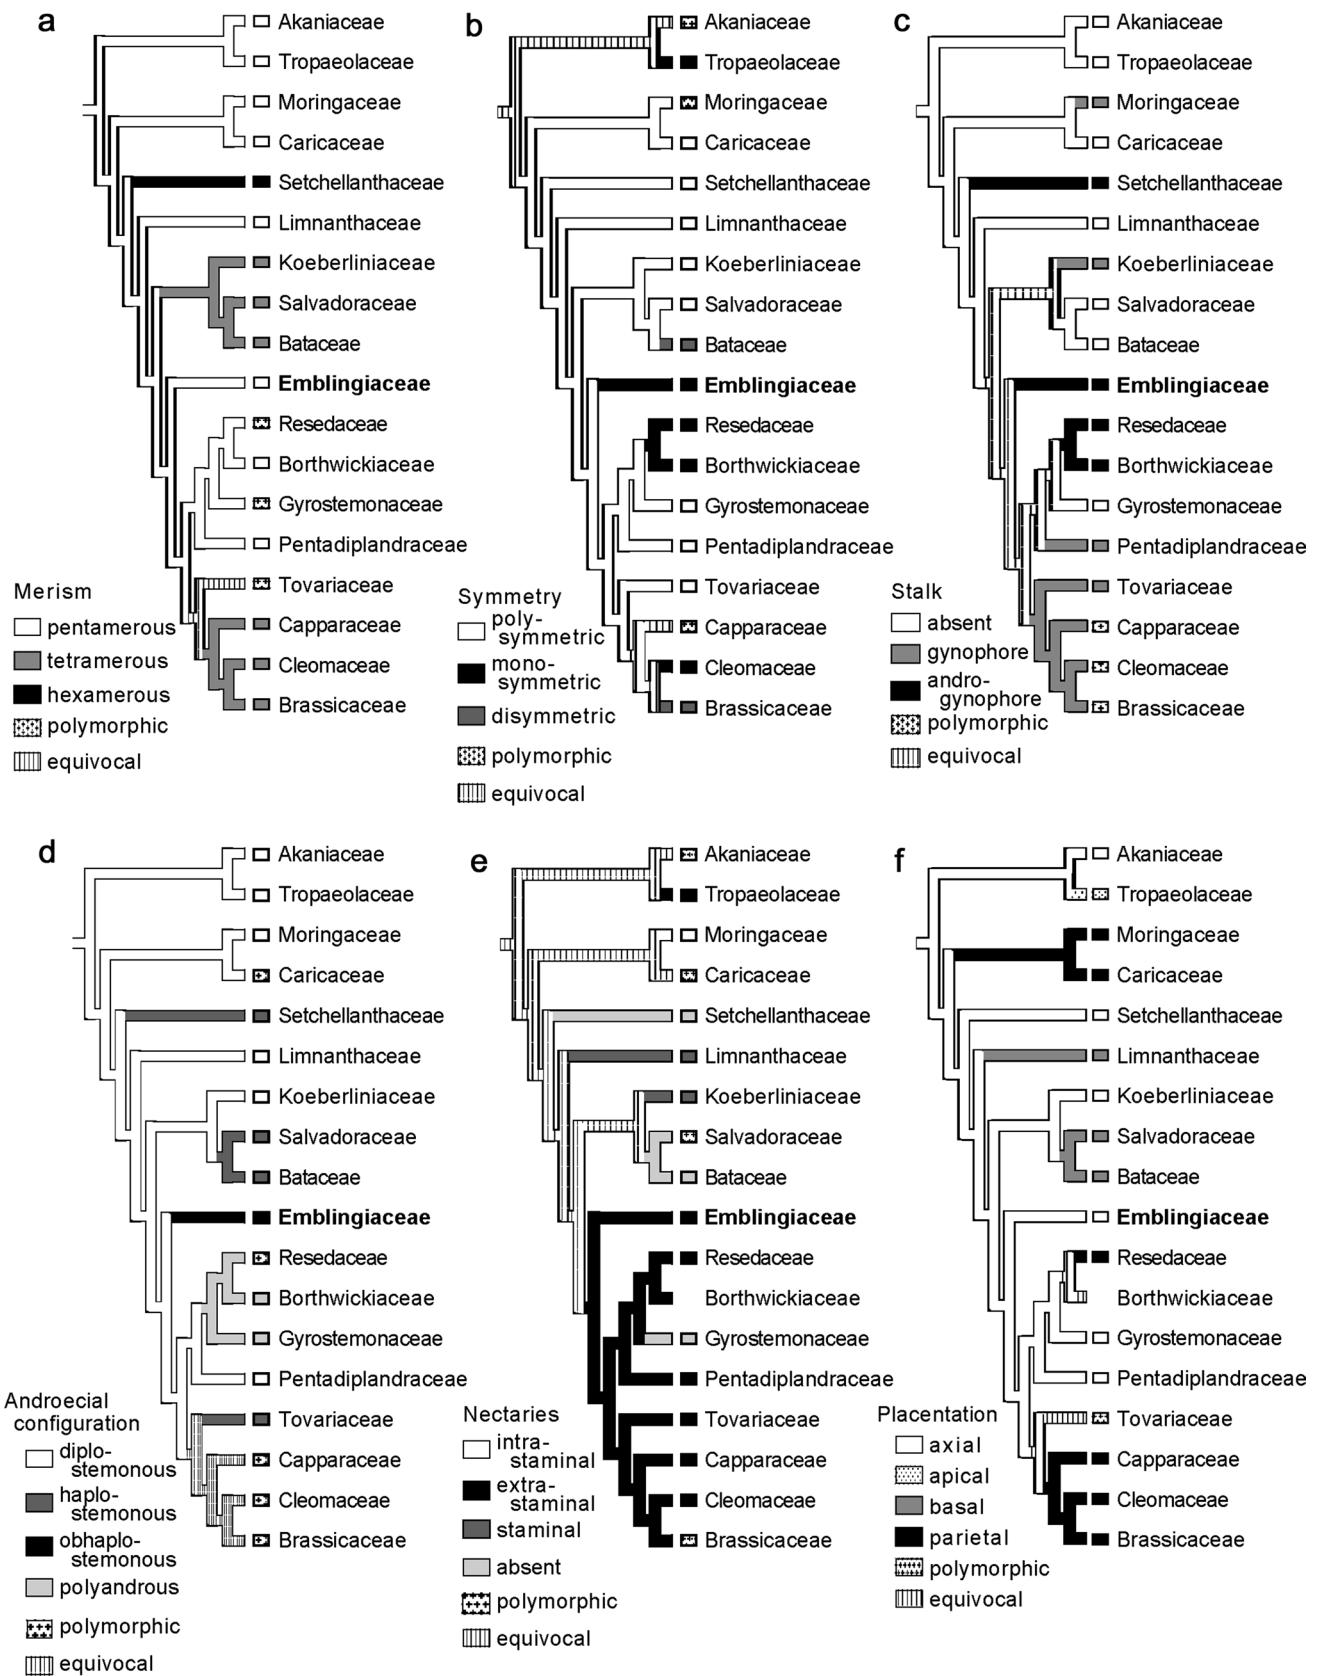 a
Akaniaceae
Tropaeolaceae
Moringaceae
Caricaceae
Setchellanthaceae
Limnanthaceae
Koeberliniaceae
Salvadoraceae
Bataceae
Emblingiaceae
Resedaceae
Borthwickiaceae
Gyrostemonaceae
Pentadiplandraceae
Tovariaceae
Capparaceae
Cleomaceae
Brassicaceae
Merism
pentamerous
tetramerous
hexamerous
polymorphic
equivocal
b
Akaniaceae
Tropaeolaceae
Moringaceae
Caricaceae
Setchellanthaceae
Limnanthaceae
Koeberliniaceae
Salvadoraceae
Bataceae
Emblingiaceae
Resedaceae
Borthwickiaceae
Gyrostemonaceae
Pentadiplandraceae
Tovariaceae
Capparaceae
Cleomaceae
Brassicaceae
Symmetry
poly-
symmetric
mono-
symmetric
disymmetric
polymorphic
equivocal
c
Akaniaceae
Tropaeolaceae
Moringaceae
Caricaceae
Setchellanthaceae
Limnanthaceae
Koeberliniaceae
Salvadoraceae
Bataceae
Emblingiaceae
Resedaceae
Borthwickiaceae
Gyrostemonaceae
Pentadiplandraceae
Tovariaceae
Capparaceae
Cleomaceae
Brassicaceae
Stalk
absent
gynophore
andro-
gynophore
polymorphic
equivocal
d
Akaniaceae
Tropaeolaceae
Moringaceae
Caricaceae
Setchellanthaceae
Limnanthaceae
Koeberliniaceae
Salvadoraceae
Bataceae
Emblingiaceae
Resedaceae
Borthwickiaceae
Gyrostemonaceae
Pentadiplandraceae
Tovariaceae
Capparaceae
Cleomaceae
Brassicaceae
Androecial
configuration
diplo-
stemonous
haplo-
stemonous
obhaplo-
stemonous
polyandrous
polymorphic
equivocal
e
Akaniaceae
Tropaeolaceae
Moringaceae
Caricaceae
Setchellanthaceae
Limnanthaceae
Koeberliniaceae
Salvadoraceae
Bataceae
Emblingiaceae
Resedaceae
Borthwickiaceae
Gyrostemonaceae
Pentadiplandraceae
Tovariaceae
Capparaceae
Cleomaceae
Brassicaceae
Nectaries
intra-
staminal
extra-
staminal
staminal
absent
polymorphic
equivocal
f
Akaniaceae
Tropaeolaceae
Moringaceae
Caricaceae
Setchellanthaceae
Limnanthaceae
Koeberliniaceae
Salvadoraceae
Bataceae
Emblingiaceae
Resedaceae
Borthwickiaceae
Gyrostemonaceae
Pentadiplandraceae
Tovariaceae
Capparaceae
Cleomaceae
Brassicaceae
Placentation
axial
apical
basal
parietal
polymorphic
equivocal